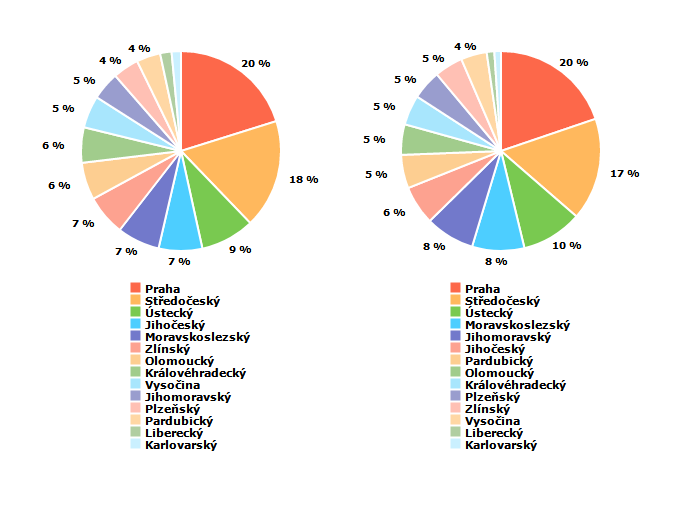 20 %
18 %
9 %
7 %
7 %
7 %
6 %
6 %
5 %
5 %
4 %
4 %
Praha
Středočeský
Ústecký
Jihočeský
Moravskoslezský
Zlínský
Olomoucký
Královéhradecký
Vysočina
Jihomoravský
Plzeňský
Pardubický
Liberecký
Karlovarský
20 %
17 %
10 %
8 %
8 %
6 %
5 %
5 %
5 %
5 %
5 %
4 %
Praha
Středočeský
Ústecký
Moravskoslezský
Jihomoravský
Jihočeský
Pardubický
Olomoucký
Královéhradecký
Plzeňský
Zlínský
Vysočina
Liberecký
Karlovarský